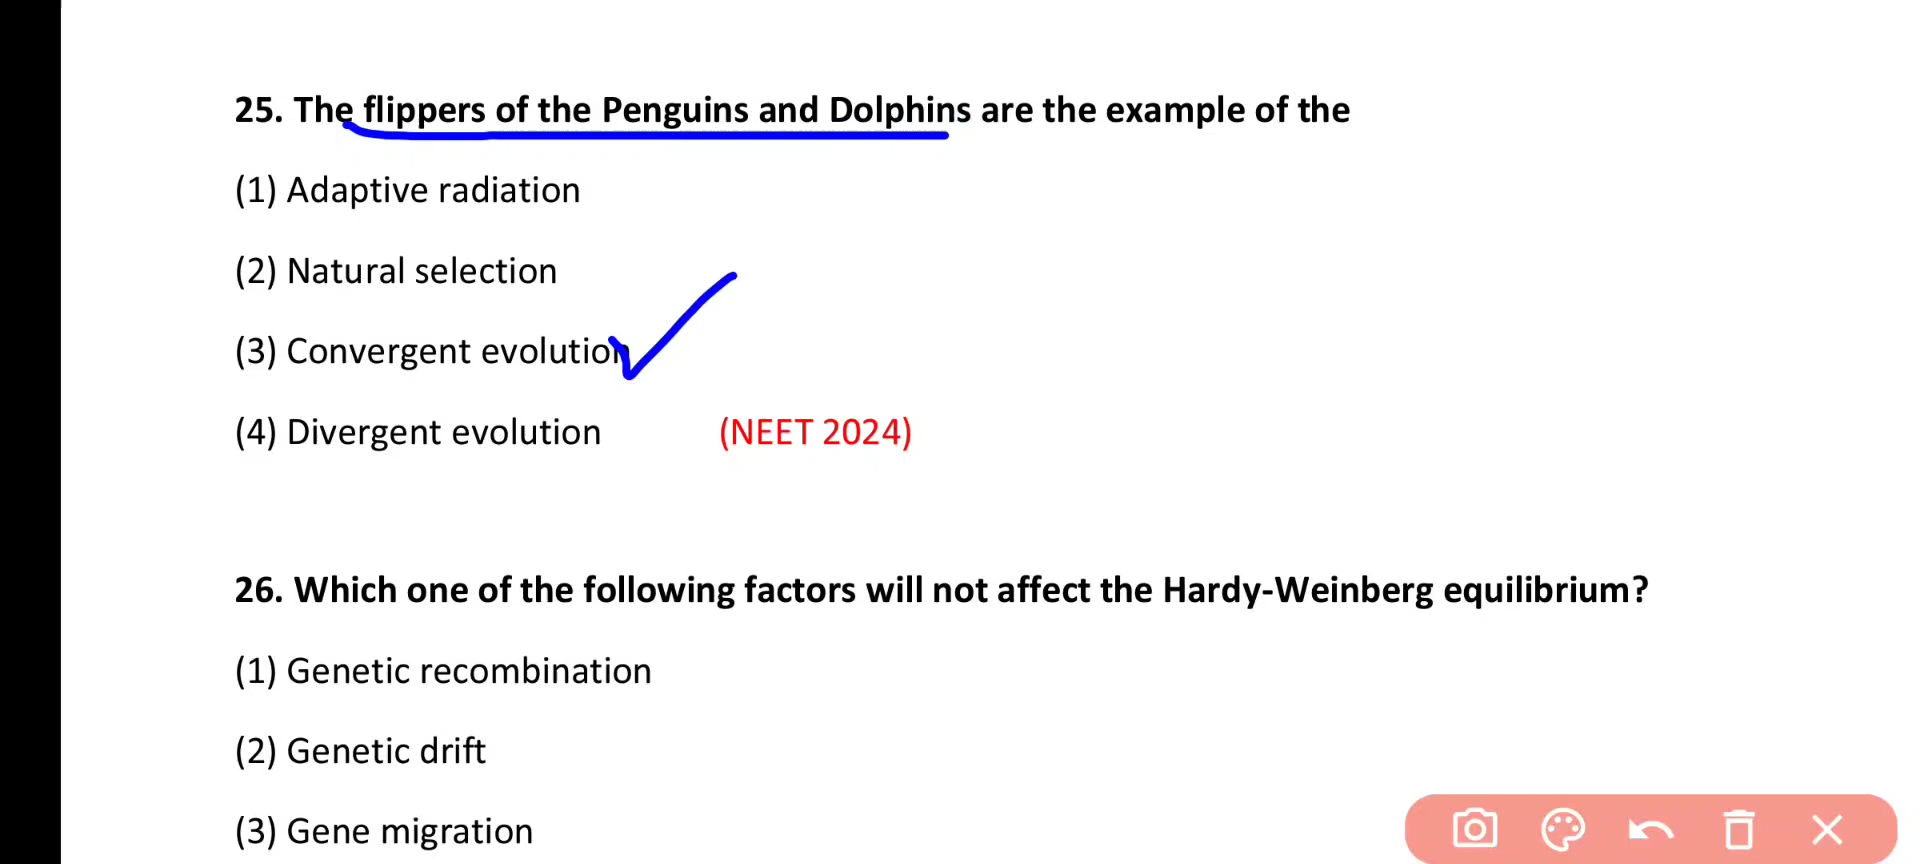 25. The flippers of the Penguins and Dolphins are the example of the
(1) Adaptive radiation
(2) Natural selection
(3) Convergent evolution
(4) Divergent evolution (NEET 2024)
26. Which one of the following factors will not affect the Hardy-Weinberg equilibrium?
(1) Genetic recombination
(2) Genetic drift
(3) Gene migration